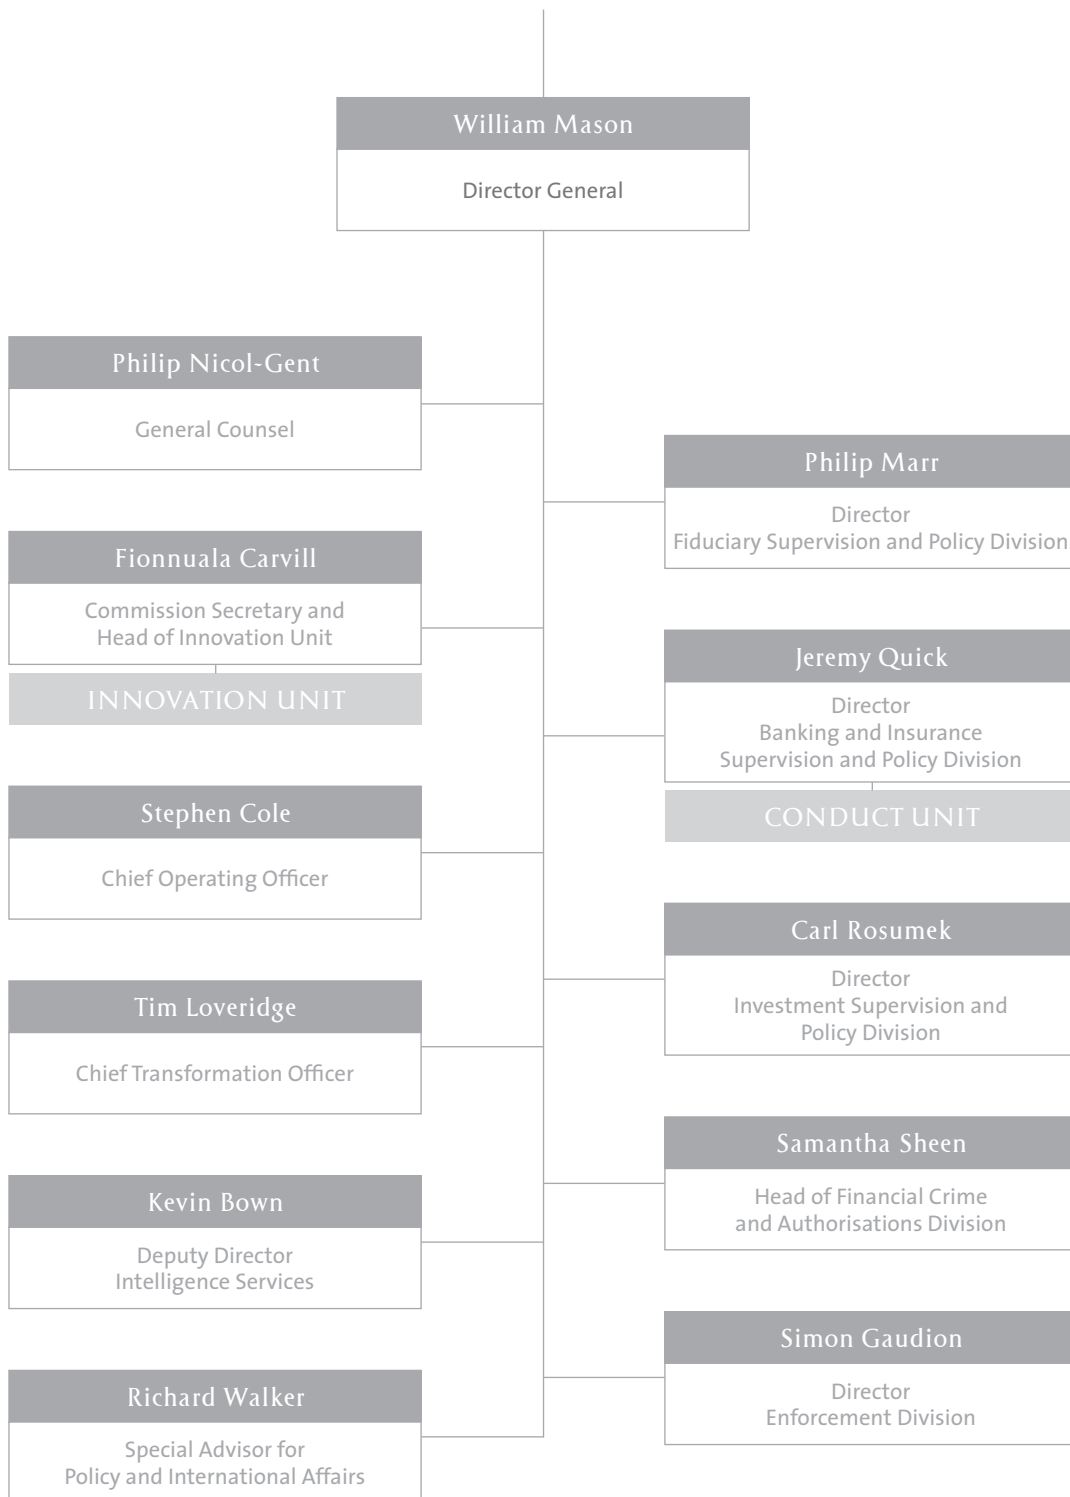 William Mason
Director General
Philip Nicol-Gent
General Counsel
Philip Marr
Director
Fiduciary Supervision and Policy Division
Fionnuala Carvill
Commission Secretary and
Head of Innovation Unit
INNOVATION UNIT
Jeremy Quick
Director
Banking and Insurance
Supervision and Policy Division
CONDUCT UNIT
Stephen Cole
Chief Operating Officer
Carl Rosumek
Director
Investment Supervision and
Policy Division
Tim Loveridge
Chief Transformation Officer
Samantha Sheen
Head of Financial Crime
and Authorisations Division
Kevin Bown
Deputy Director
Intelligence Services
Simon Gaudion
Director
Enforcement Division
Richard Walker
Special Advisor for
Policy and International Affairs